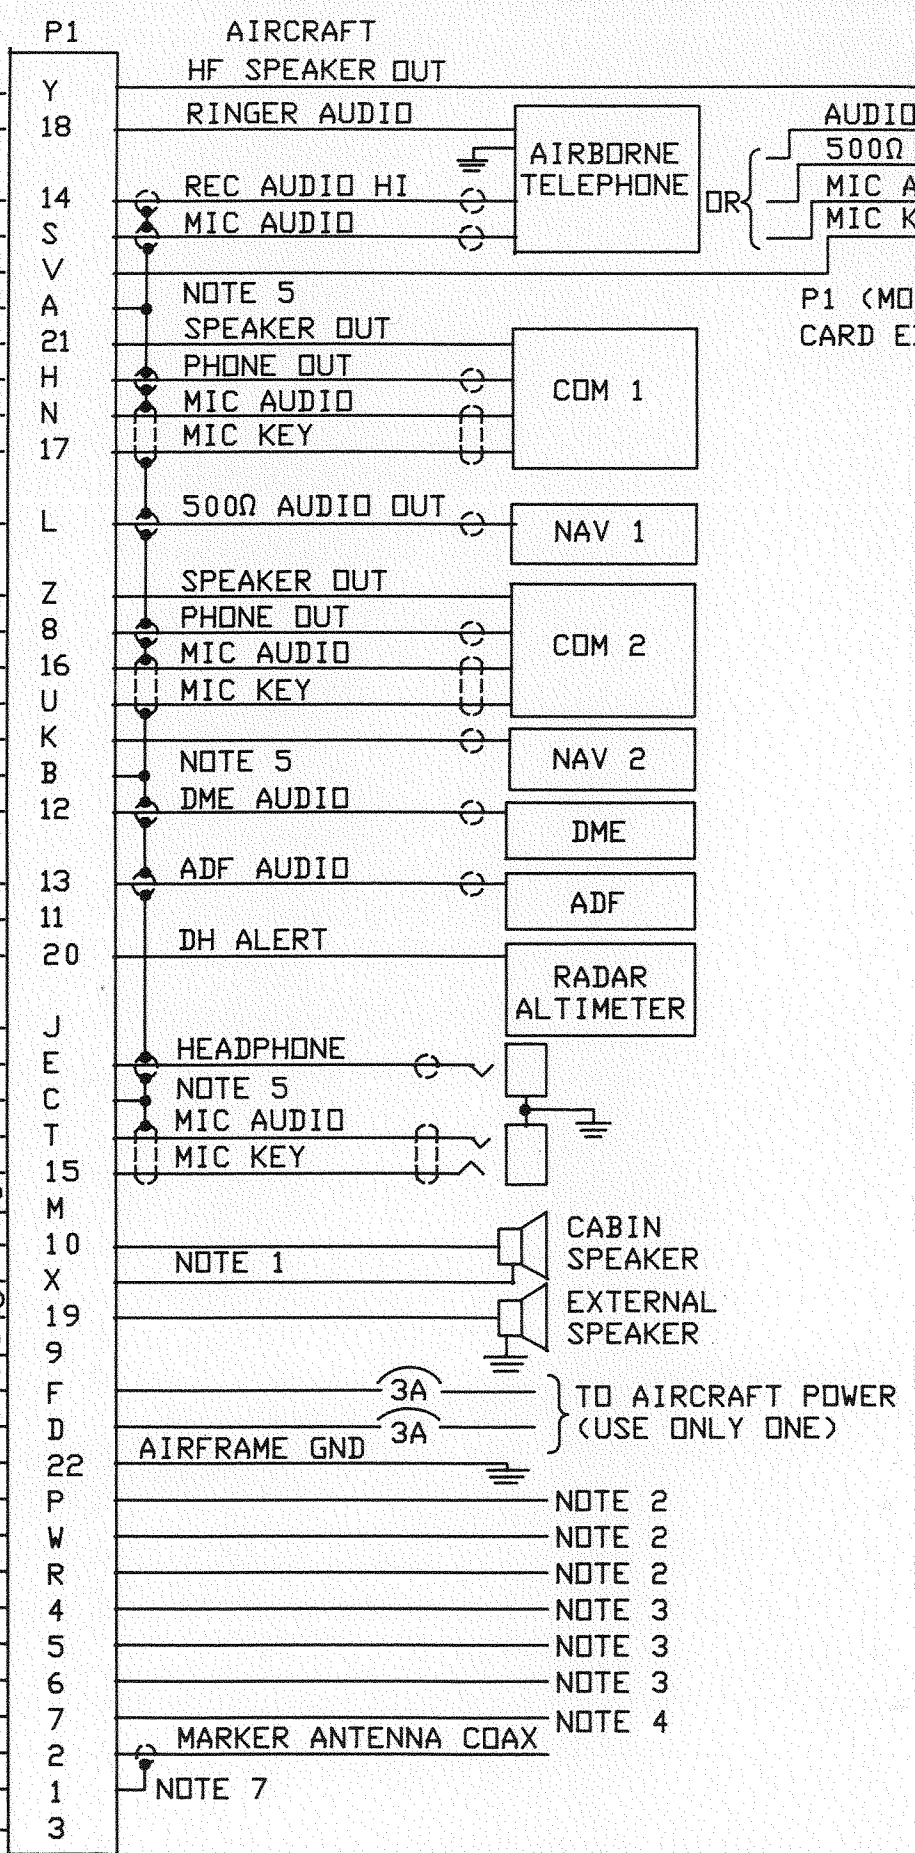 P1 AIRCRAFT
Y HF SPEAKER OUT
18 RINGER AUDIO
AUDIO
500Ω
AIRBORNE
TELEPHONE
OR
14 REC AUDIO HI
MIC A
S MIC AUDIO
MIC K
V
A NOTE 5
P1 (MO
21 SPEAKER OUT
CARD E
H PHONE OUT
N MIC AUDIO
COM 1
17 MIC KEY
L 500Ω AUDIO OUT
NAV 1
Z SPEAKER OUT
8 PHONE OUT
16 MIC AUDIO
COM 2
U MIC KEY
K
B NOTE 5
NAV 2
12 DME AUDIO
DME
13 ADF AUDIO
ADF
11
20 DH ALERT
RADAR
ALTIMETER
J
E HEADPHONE
C NOTE 5
T MIC AUDIO
15 MIC KEY
M
10
CABIN
SPEAKER
NOTE 1
X
19
EXTERNAL
SPEAKER
9
F 3A
TO AIRCRAFT POWER
(USE ONLY ONE)
D 3A
22 AIRFRAME GND
P NOTE 2
W NOTE 2
R NOTE 2
4 NOTE 3
5 NOTE 3
6 NOTE 3
7 NOTE 4
2 MARKER ANTENNA COAX
1 NOTE 7
3